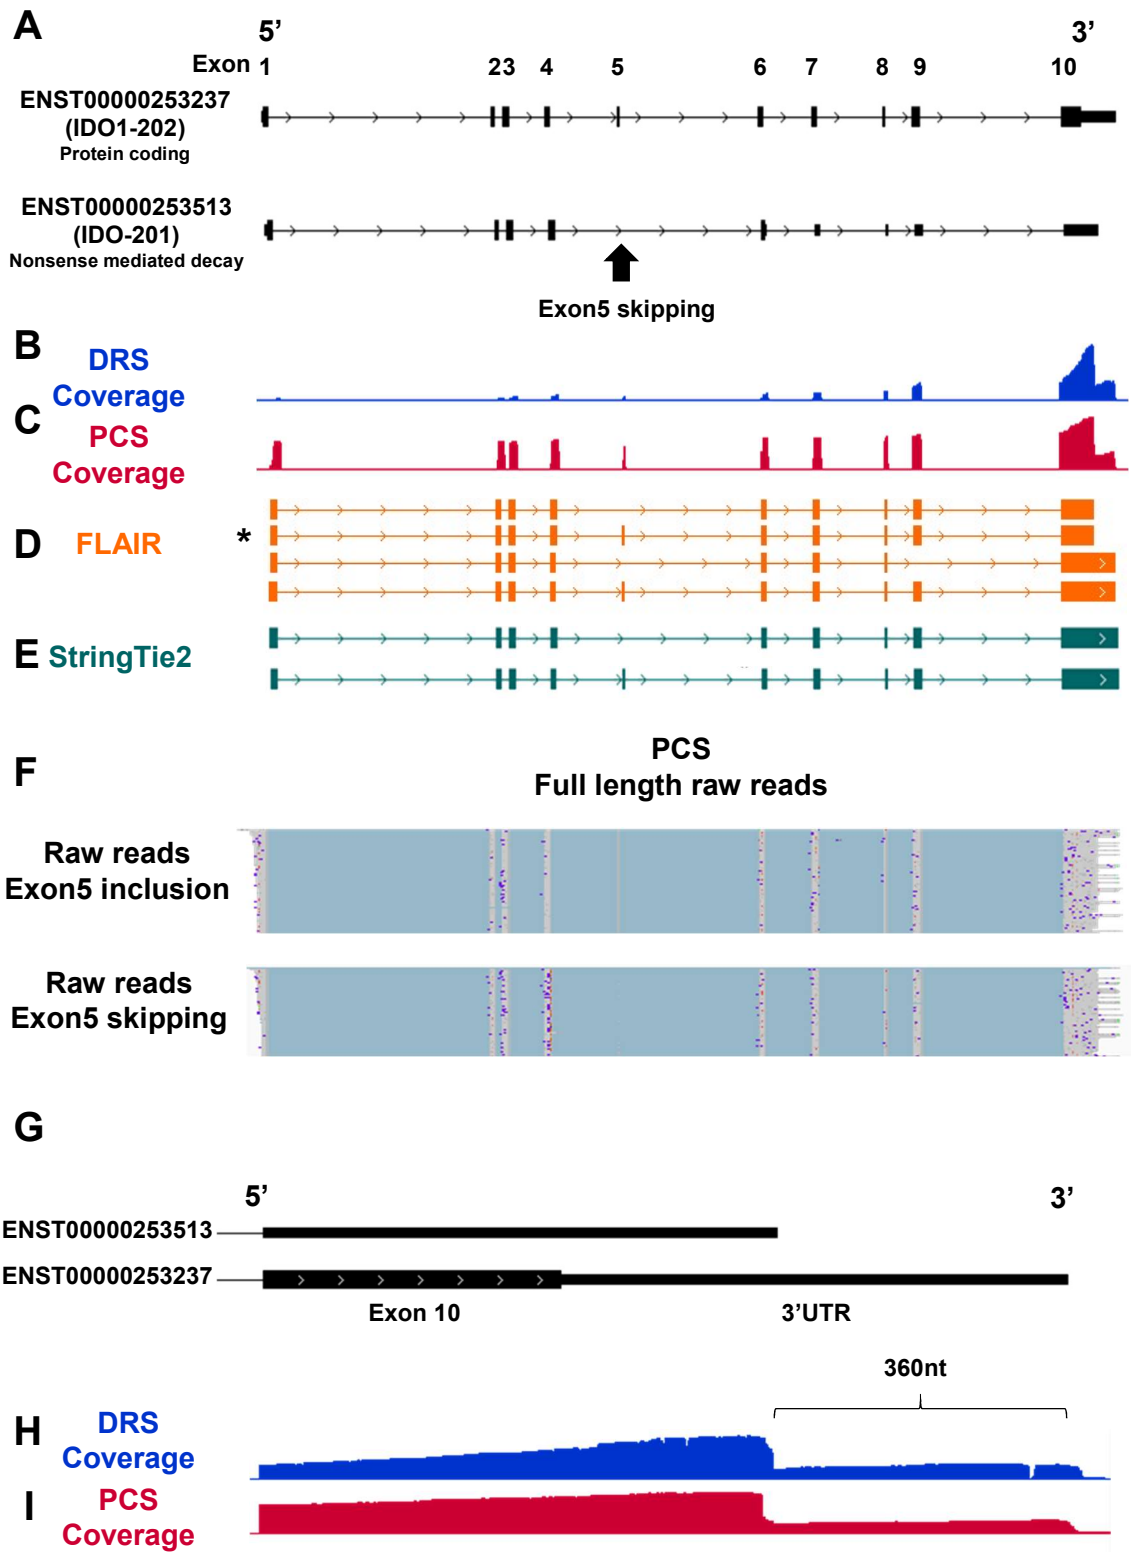 A
5’
3’
Exon 1 2 3 4 5 6 7 8 9 10
ENST00000253237
(IDO1-202)
Protein coding
ENST00000253513
(IDO-201)
Nonsense mediated decay
Exon5 skipping
B
DRS
Coverage
C
PCS
Coverage
D FLAIR *
E StringTie2
F
PCS
Full length raw reads
Raw reads
Exon5 inclusion
Raw reads
Exon5 skipping
G
5’
3’
ENST00000253513
ENST00000253237
Exon 10
3’UTR
360nt
H
DRS
Coverage
I
PCS
Coverage